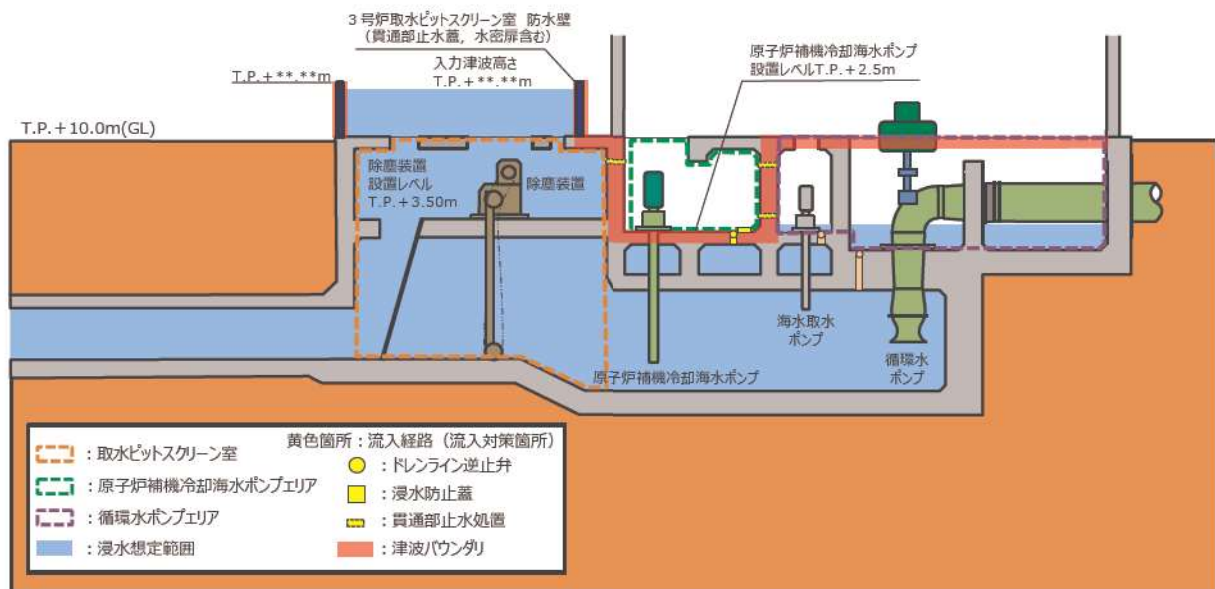 3号炉取水ピットスクリーン室 防水壁
(貫通部止水蓋, 水密扉含む)
入力津波高さ
T.P.+**.**m
T.P.+**.**m
原子炉補機冷却海水ポンプ
設置レベルT.P.+2.5m
T.P.+10.0m(GL)
除塵装置
設置レベル
T.P.+3.50m
除塵装置
海水取水
ポンプ
循環水
ポンプ
原子炉補機冷却海水ポンプ
:取水ピットスクリーン室
:原子炉補機冷却海水ポンプエリア
:循環水ポンプエリア
:浸水想定範囲
黄色箇所:流入経路(流入対策箇所)
:ドレンライン逆止弁
:浸水防止蓋
:貫通部止水処置
:津波バウンダリ